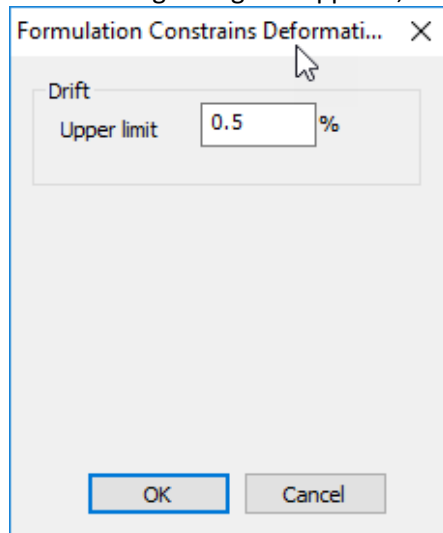 Formulation Constrains Deformati...
Drift
Upper limit 0.5 %
OK Cancel